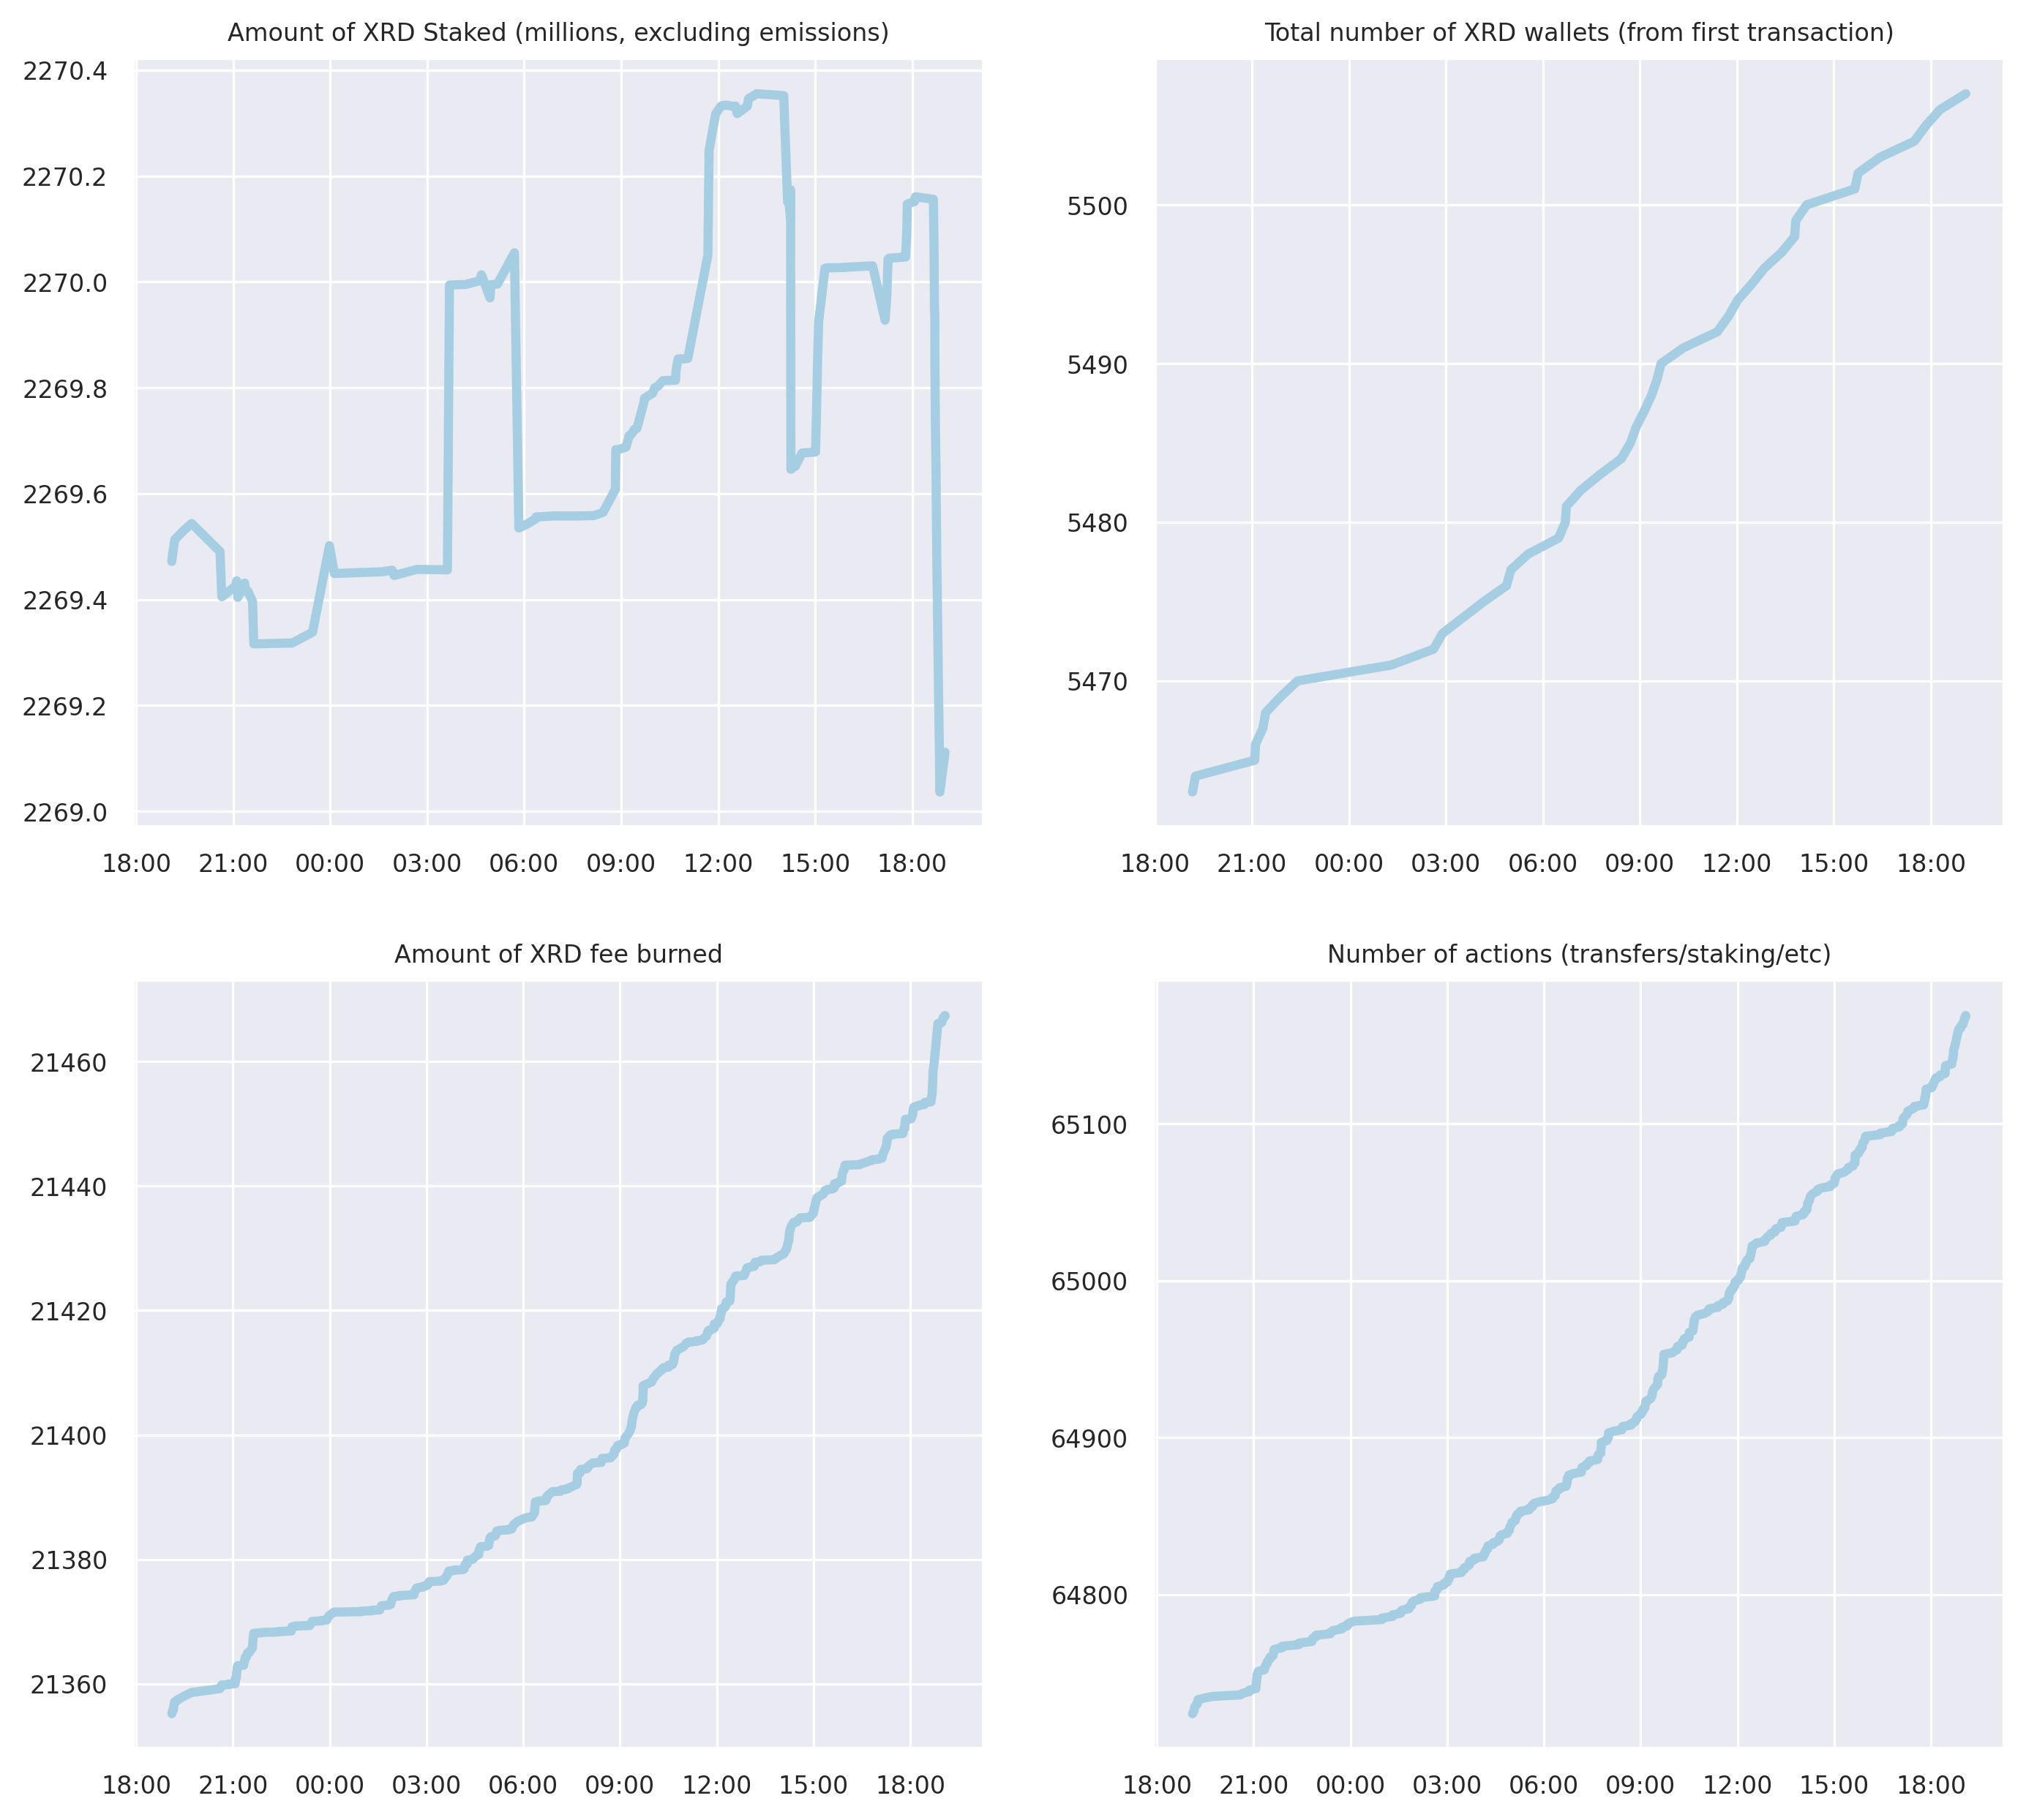 Amount of XRD Staked (millions, excluding emissions)
2270.4
2270.2
2270.0
2269.8
2269.6
2269.4
2269.2
2269.0
18:00 21:00 00:00 03:00 06:00 09:00 12:00 15:00 18:00
Total number of XRD wallets (from first transaction)
5500
5490
5480
5470
18:00 21:00 00:00 03:00 06:00 09:00 12:00 15:00 18:00
Amount of XRD fee burned
21460
21440
21420
21400
21380
21360
18:00 21:00 00:00 03:00 06:00 09:00 12:00 15:00 18:00
Number of actions (transfers/staking/etc)
65100
65000
64900
64800
18:00 21:00 00:00 03:00 06:00 09:00 12:00 15:00 18:00